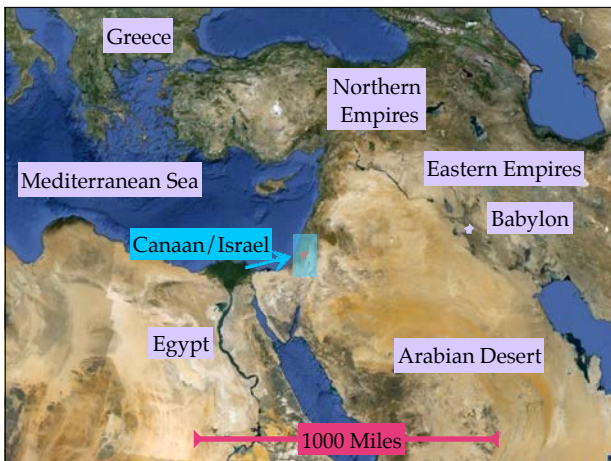 Greece
Northern
Empires
Eastern Empires
Mediterranean Sea
Babylon
Canaan/Israel
Egypt
Arabian Desert
1000 Miles